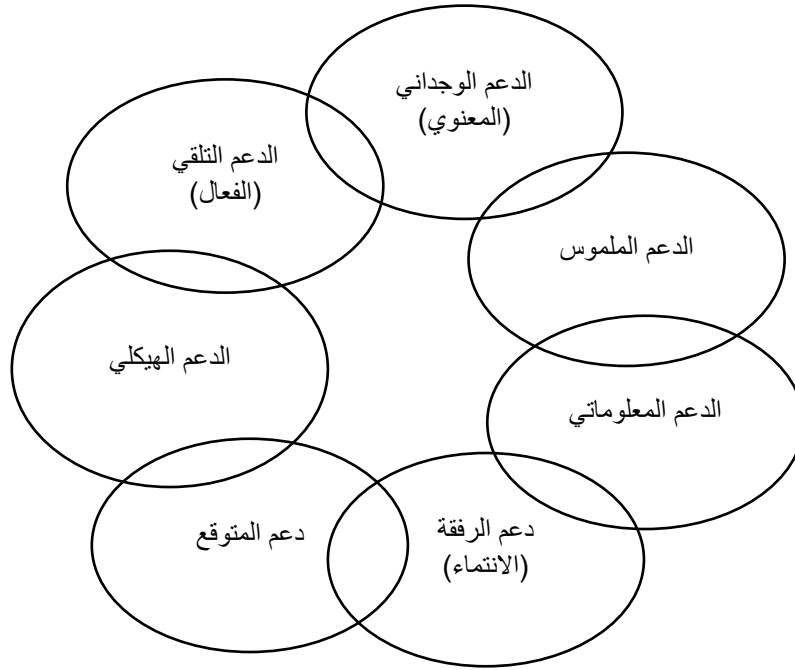 الدعم الوجداني
(المعنوي)
الدعم التلقي
(الفعال)
الدعم الملموس
الدعم الهيكلي
الدعم المعلوماتي
دعم المتوقع
دعم الرفقة
(الانتماء)